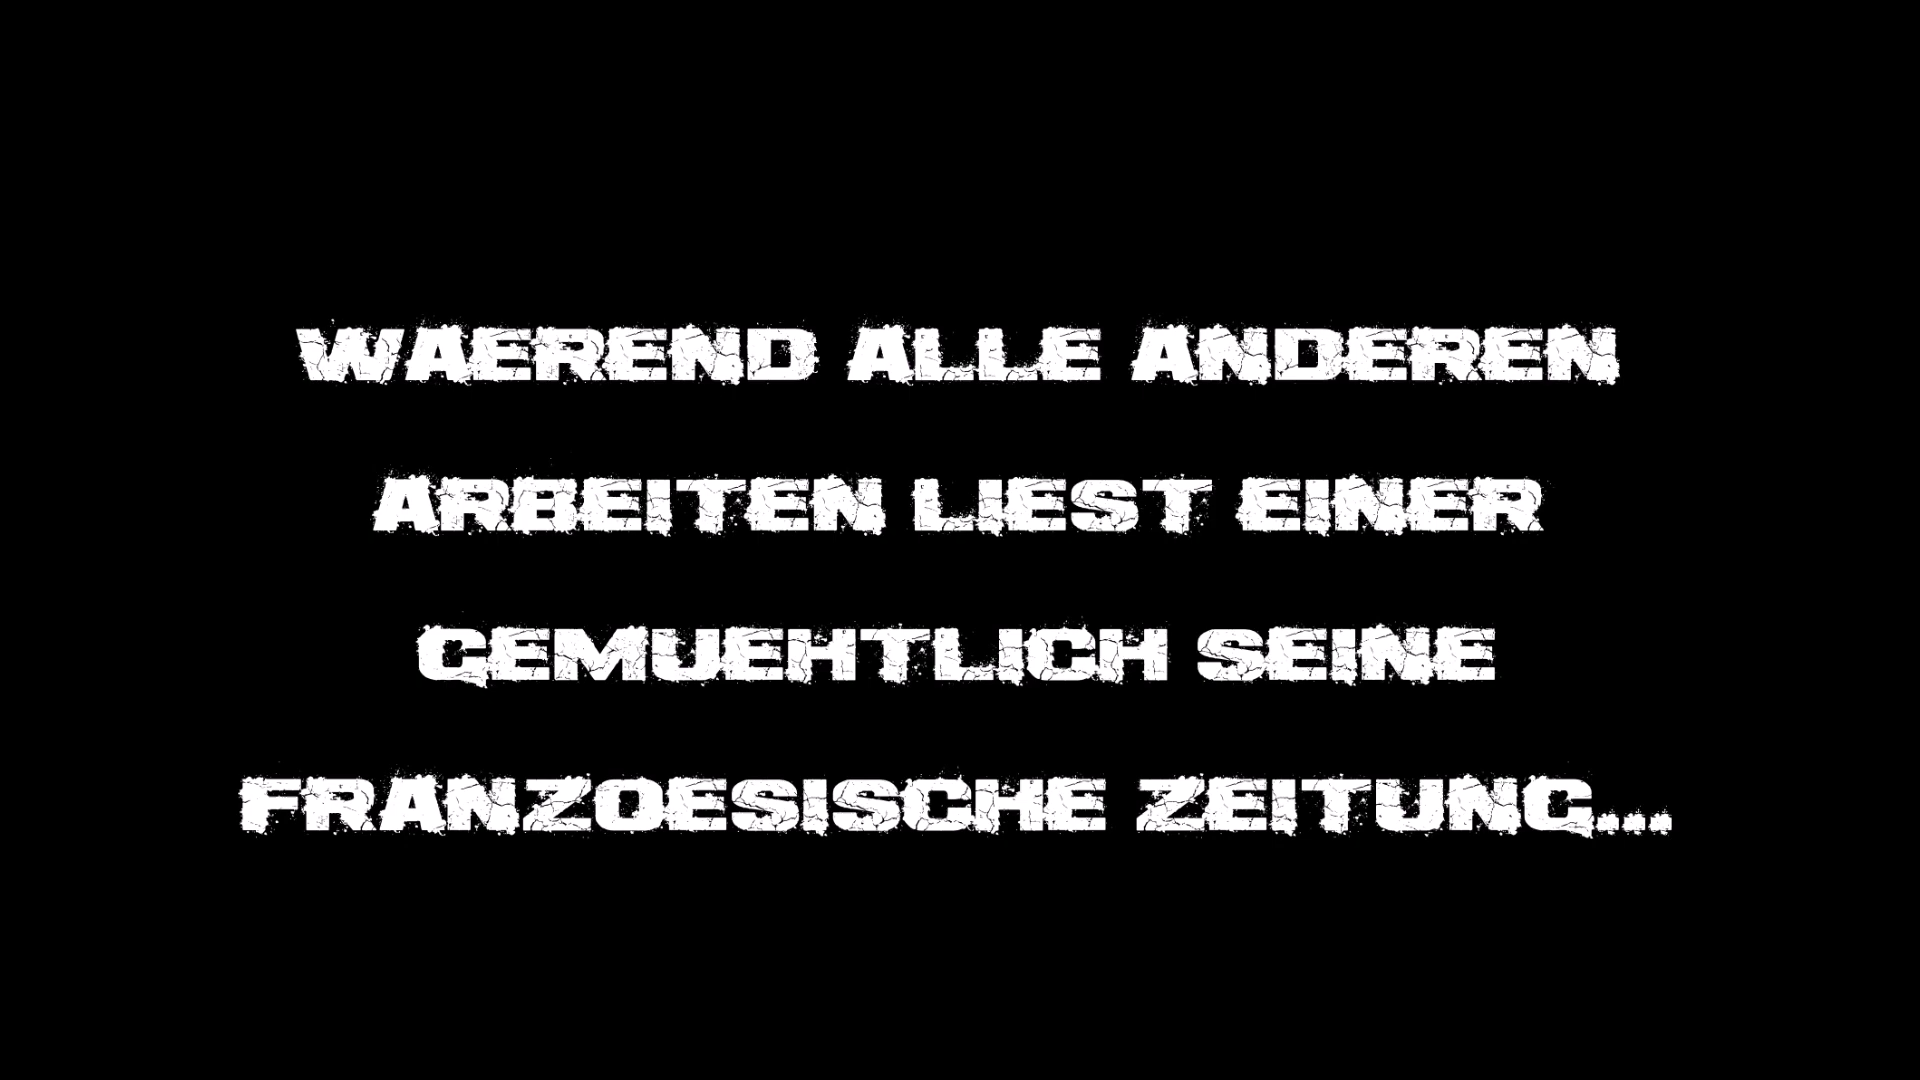 WAEREND ALLE ANDEREN
ARBEITEN LIEST EINER
GEMUEHTLICH SEINE
FRANZOESISCHE ZEITUNG...